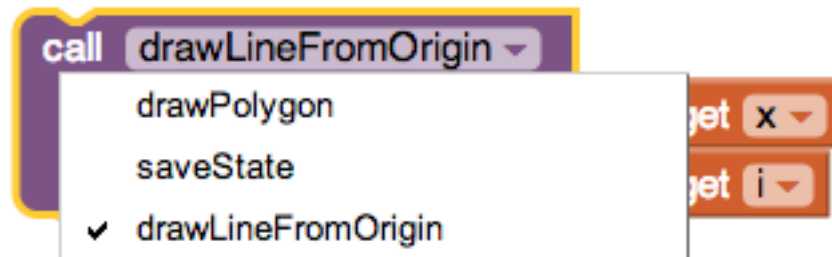 call drawLineFromOrigin
drawPolygon
get x
saveState
get i
drawLineFromOrigin